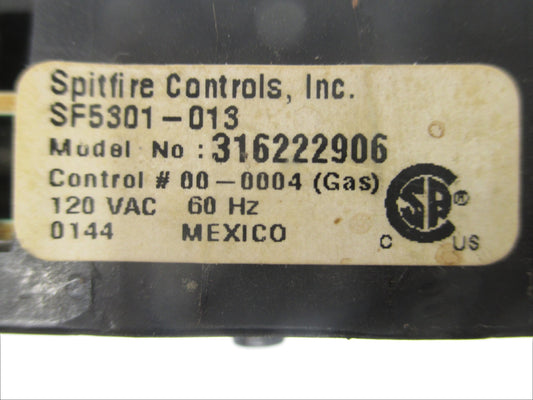 Spitfire Controls, Inc.
SF5301-013
Model No : 316222906
Control # 00-0004 (Gas)
120 VAC 60 Hz
0144 MEXICO
SA ®
C US